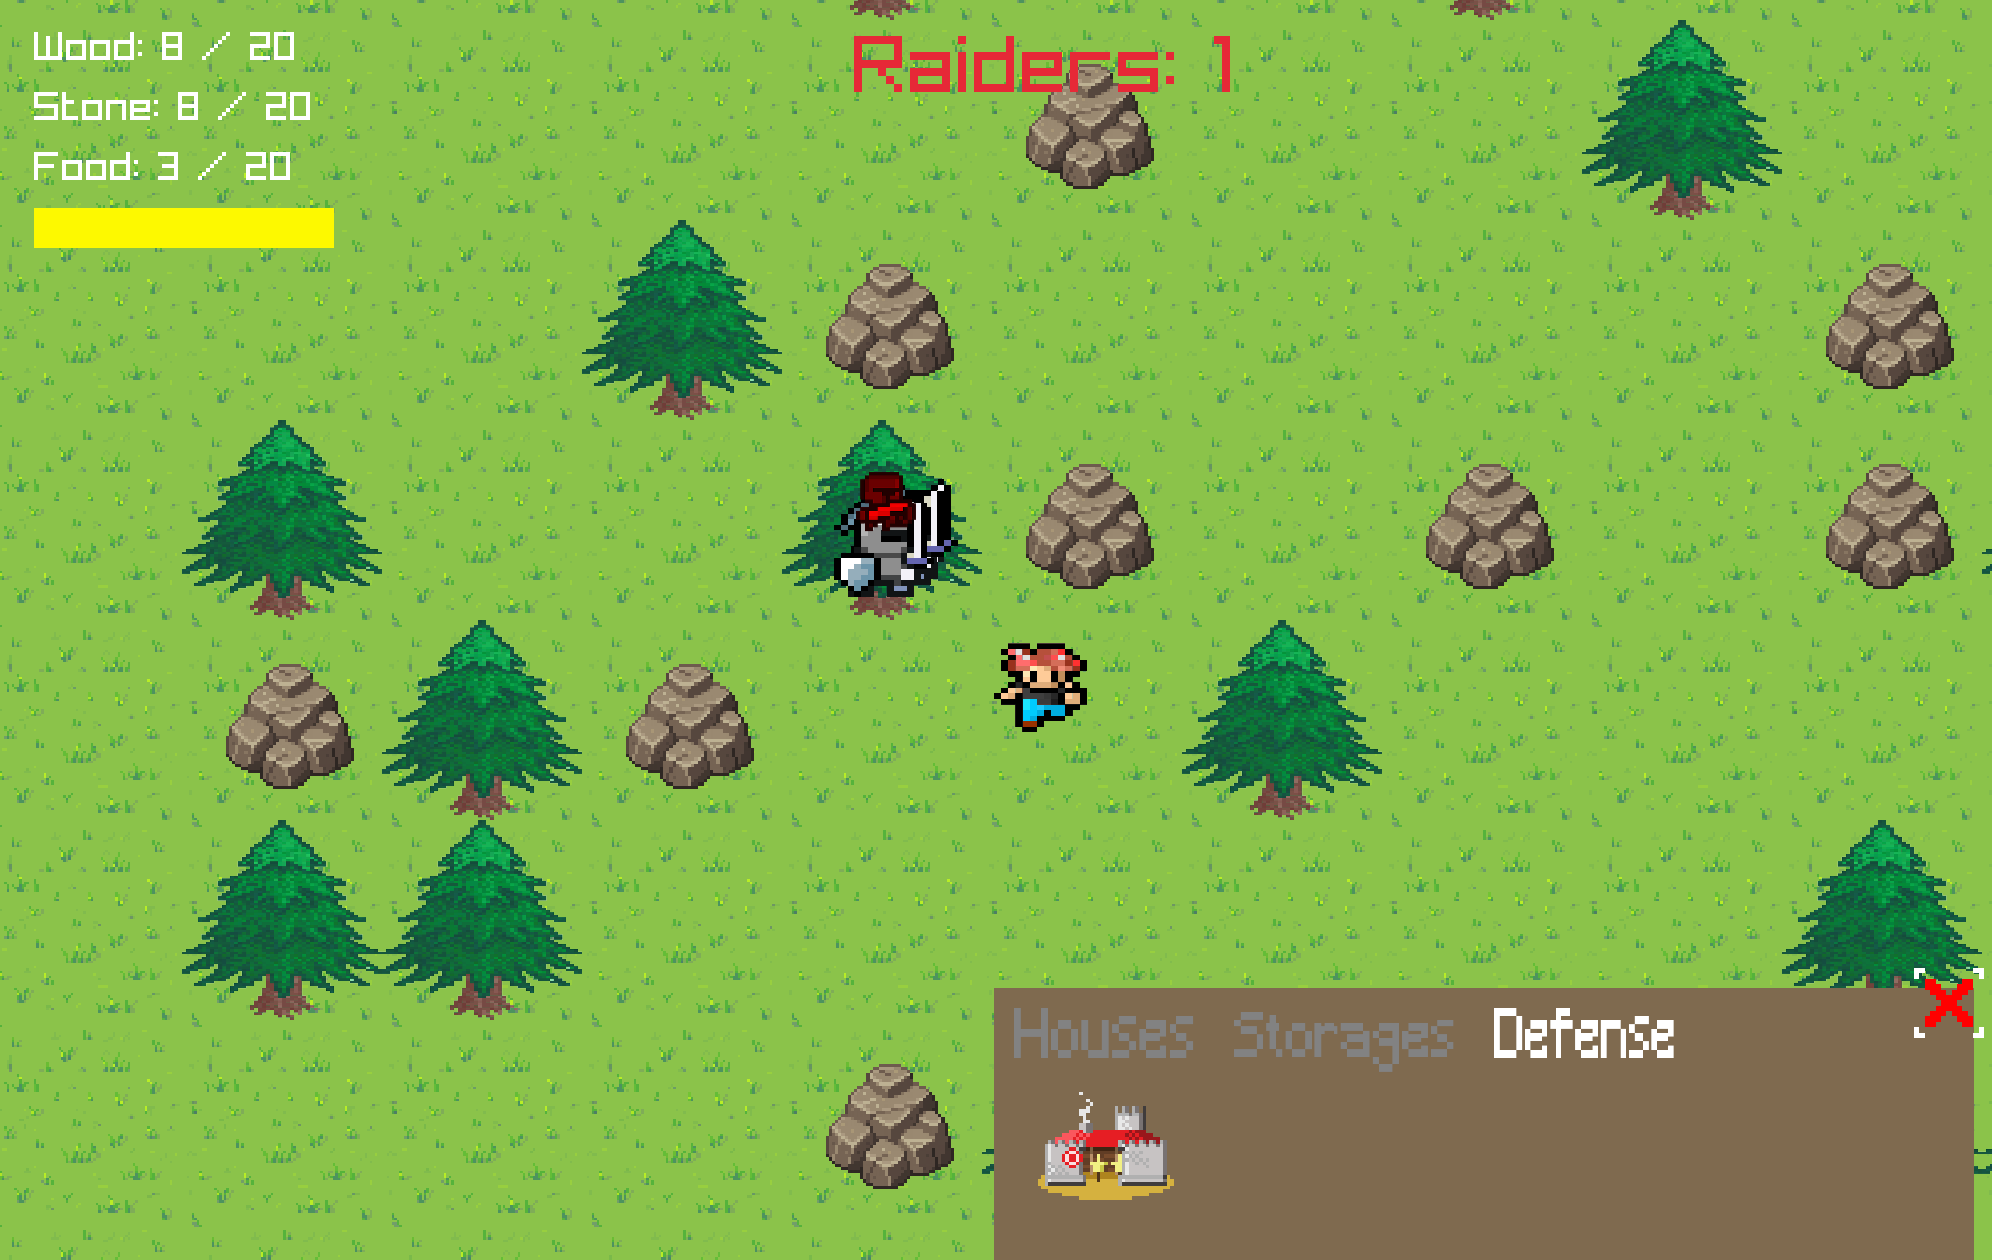 Wood: 8 / 20
Raiders: 1
Stone: 8 / 20
Food: 3 / 20
Houses Storages Defense